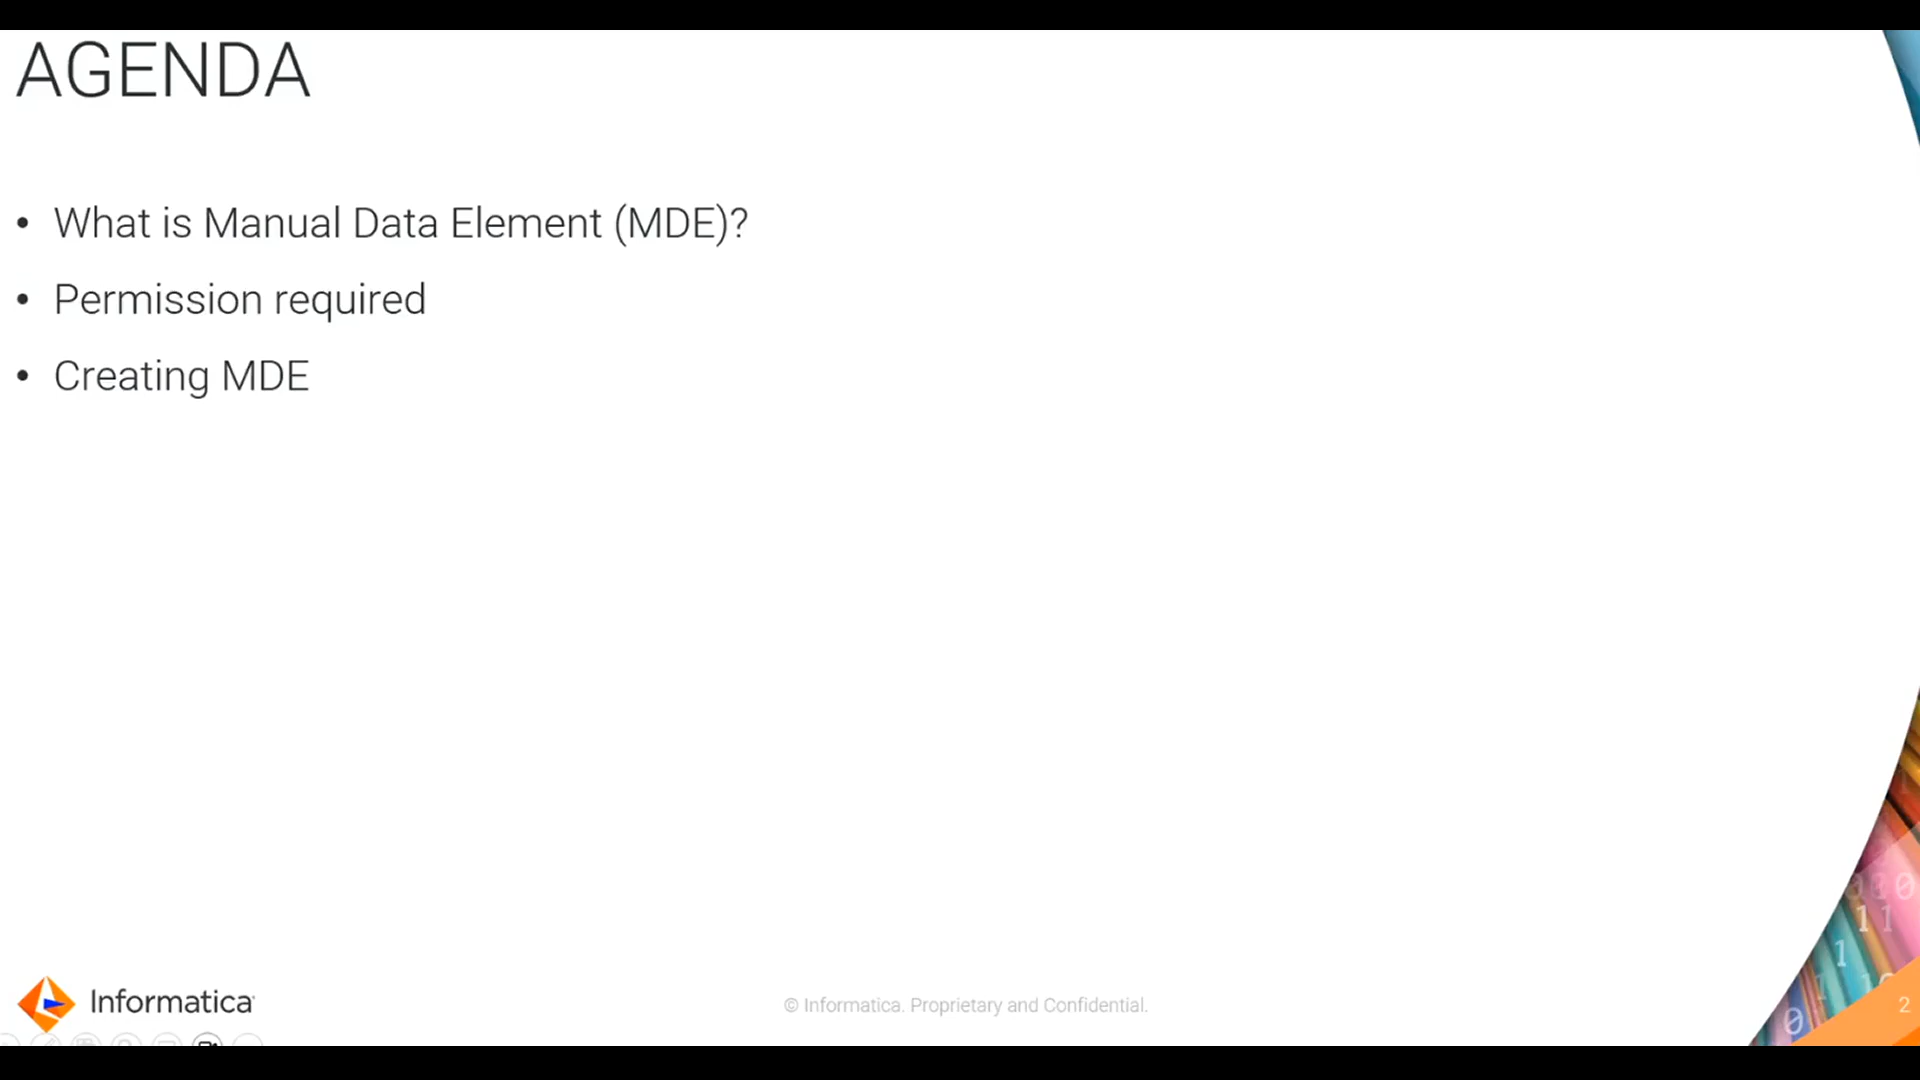 AGENDA
• What is Manual Data Element (MDE)?
• Permission required
• Creating MDE
Informatica
© Informatica. Proprietary and Confidential.
2